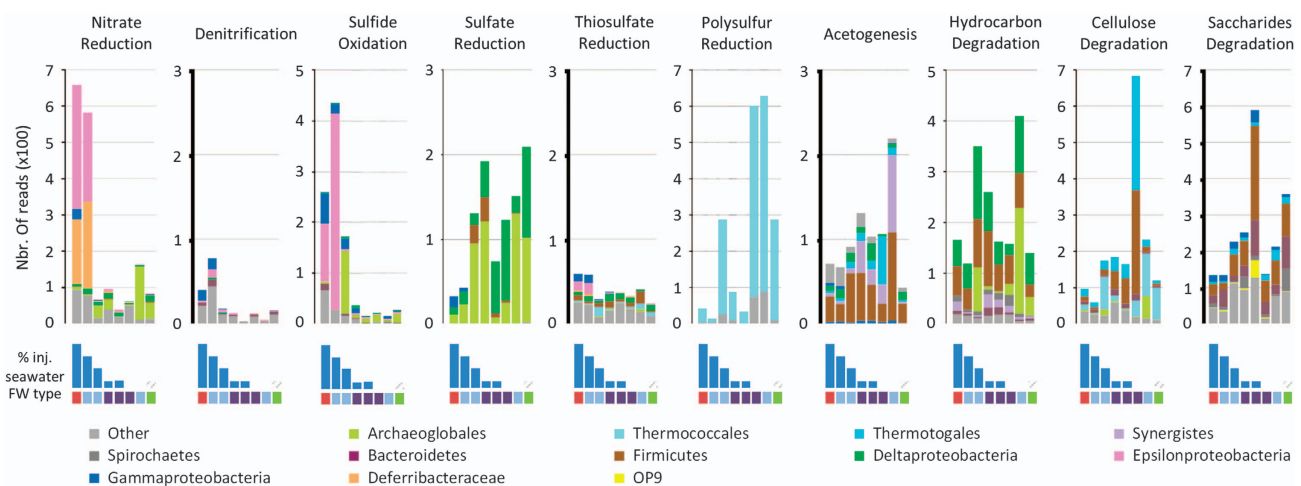 Nitrate Reduction
Denitrification
Sulfide Oxidation
Sulfate Reduction
Thiosulfate Reduction
Polysulfur Reduction
Acetogenesis
Hydrocarbon Degradation
Cellulose Degradation
Saccharides Degradation
Nbr. Of reads (x100)
7 6 5 4 3 2 1 0
3 2 1 0
5 4 3 2 1 0
3 2 1 0
3 2 1 0
7 6 5 4 3 2 1 0
3 2 1 0
5 4 3 2 1 0
7 6 5 4 3 2 1 0
7 6 5 4 3 2 1 0
% inj.
seawater
FW type
Other
Archaeoglobales
Thermococcales
Thermotogales
Synergistes
Spirochaetes
Bacteroidetes
Firmicutes
Deltaproteobacteria
Epsilonproteobacteria
Gammaproteobacteria
Deferribacteraceae
OP9